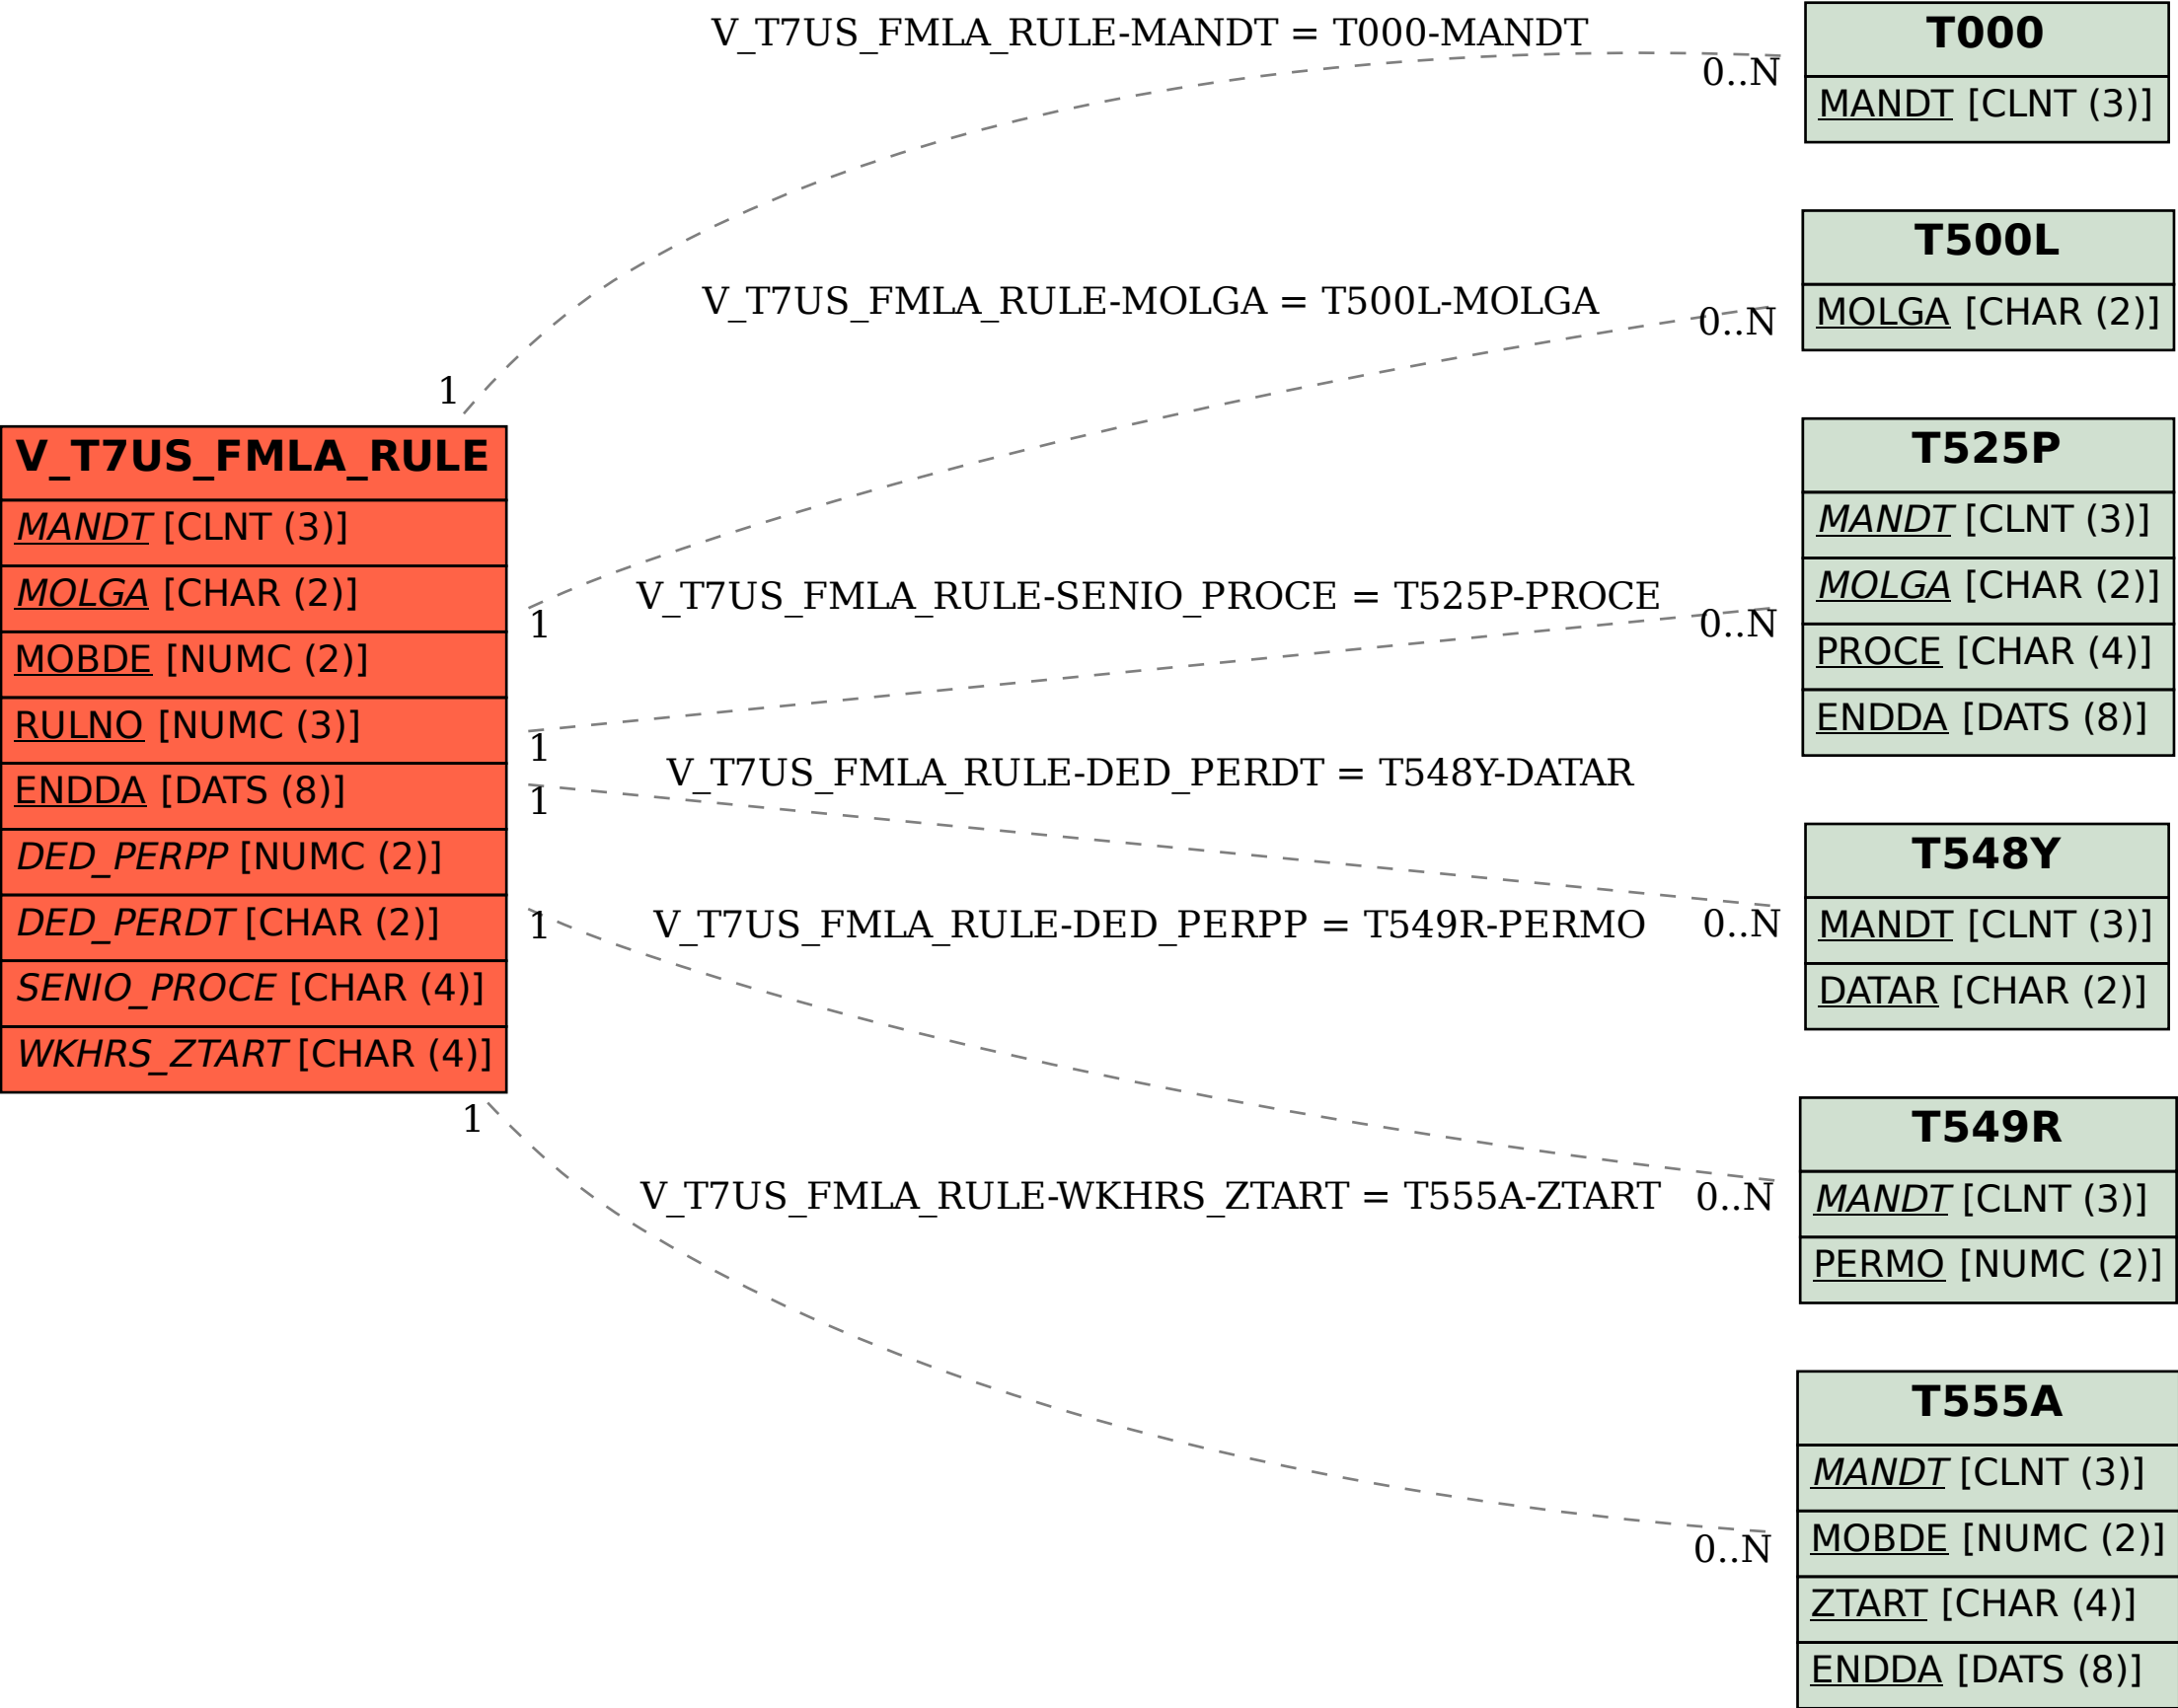 V_T7US_FMLA_RULE
MANDT [CLNT (3)]
MOLGA [CHAR (2)]
MOBDE [NUMC (2)]
RULNO [NUMC (3)]
ENDDA [DATS (8)]
DED_PERPP [NUMC (2)]
DED_PERDT [CHAR (2)]
SENIO_PROCE [CHAR (4)]
WKHRS_ZTART [CHAR (4)]
V_T7US_FMLA_RULE-MANDT = T000-MANDT
1
0..N
V_T7US_FMLA_RULE-MOLGA = T500L-MOLGA
1
0..N
V_T7US_FMLA_RULE-SENIO_PROCE = T525P-PROCE
1
0..N
V_T7US_FMLA_RULE-DED_PERDT = T548Y-DATAR
1
0..N
V_T7US_FMLA_RULE-DED_PERPP = T549R-PERMO
1
0..N
V_T7US_FMLA_RULE-WKHRS_ZTART = T555A-ZTART
1
0..N
T000
MANDT [CLNT (3)]
T500L
MOLGA [CHAR (2)]
T525P
MANDT [CLNT (3)]
MOLGA [CHAR (2)]
PROCE [CHAR (4)]
ENDDA [DATS (8)]
T548Y
MANDT [CLNT (3)]
DATAR [CHAR (2)]
T549R
MANDT [CLNT (3)]
PERMO [NUMC (2)]
T555A
MANDT [CLNT (3)]
MOBDE [NUMC (2)]
ZTART [CHAR (4)]
ENDDA [DATS (8)]